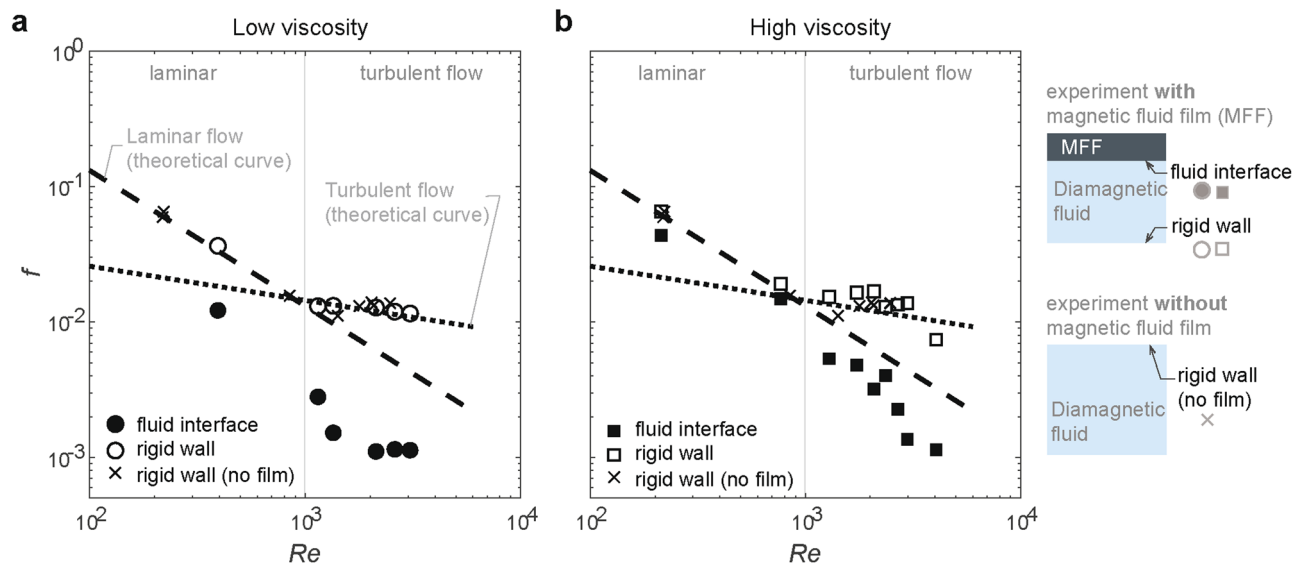 a
Low viscosity
10^0
10^-1
10^-2
10^-3
f
laminar
turbulent flow
Laminar flow
(theoretical curve)
Turbulent flow
(theoretical curve)
fluid interface
rigid wall
rigid wall (no film)
10^2
10^3
10^4
Re
b
High viscosity
laminar
turbulent flow
fluid interface
rigid wall
rigid wall (no film)
10^2
10^3
10^4
Re
experiment with
magnetic fluid film (MFF)
MFF
fluid interface
Diamagnetic
fluid
rigid wall
experiment without
magnetic fluid film
rigid wall
(no film)
Diamagnetic
fluid